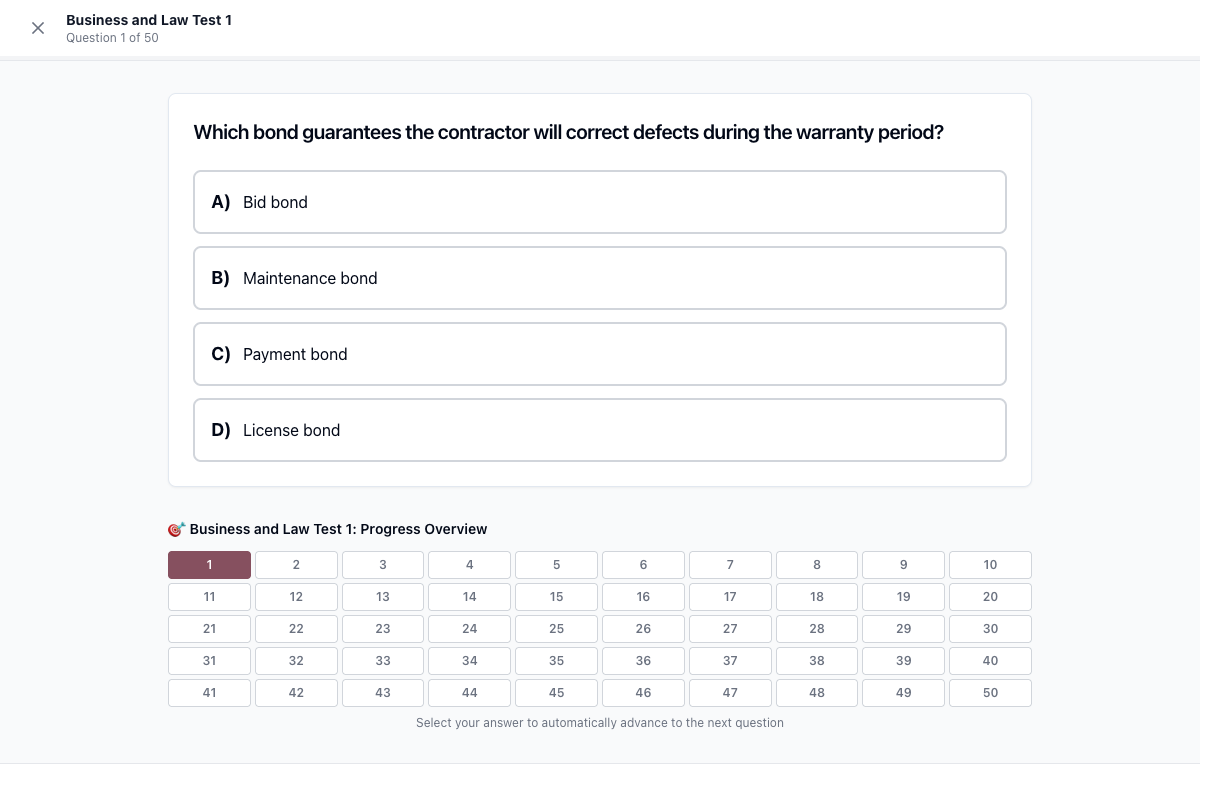 Business and Law Test 1
Question 1 of 50
Which bond guarantees the contractor will correct defects during the warranty period?
A) Bid bond
B) Maintenance bond
C) Payment bond
D) License bond
🎯 Business and Law Test 1: Progress Overview
1 2 3 4 5 6 7 8 9 10
11 12 13 14 15 16 17 18 19 20
21 22 23 24 25 26 27 28 29 30
31 32 33 34 35 36 37 38 39 40
41 42 43 44 45 46 47 48 49 50
Select your answer to automatically advance to the next question